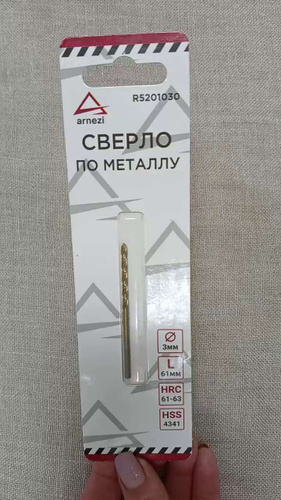 R5201030
arnezi
СВЕРЛО
ПО МЕТАЛЛУ
3мм
L
61мм
HRC
61-63
HSS
4341